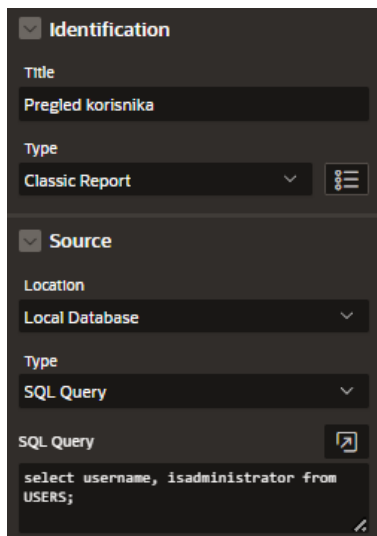 Identification
Title
Pregled korisnika
Type
Classic Report
Source
Location
Local Database
Type
SQL Query
SQL Query
select username, isadministrator from
USERS;